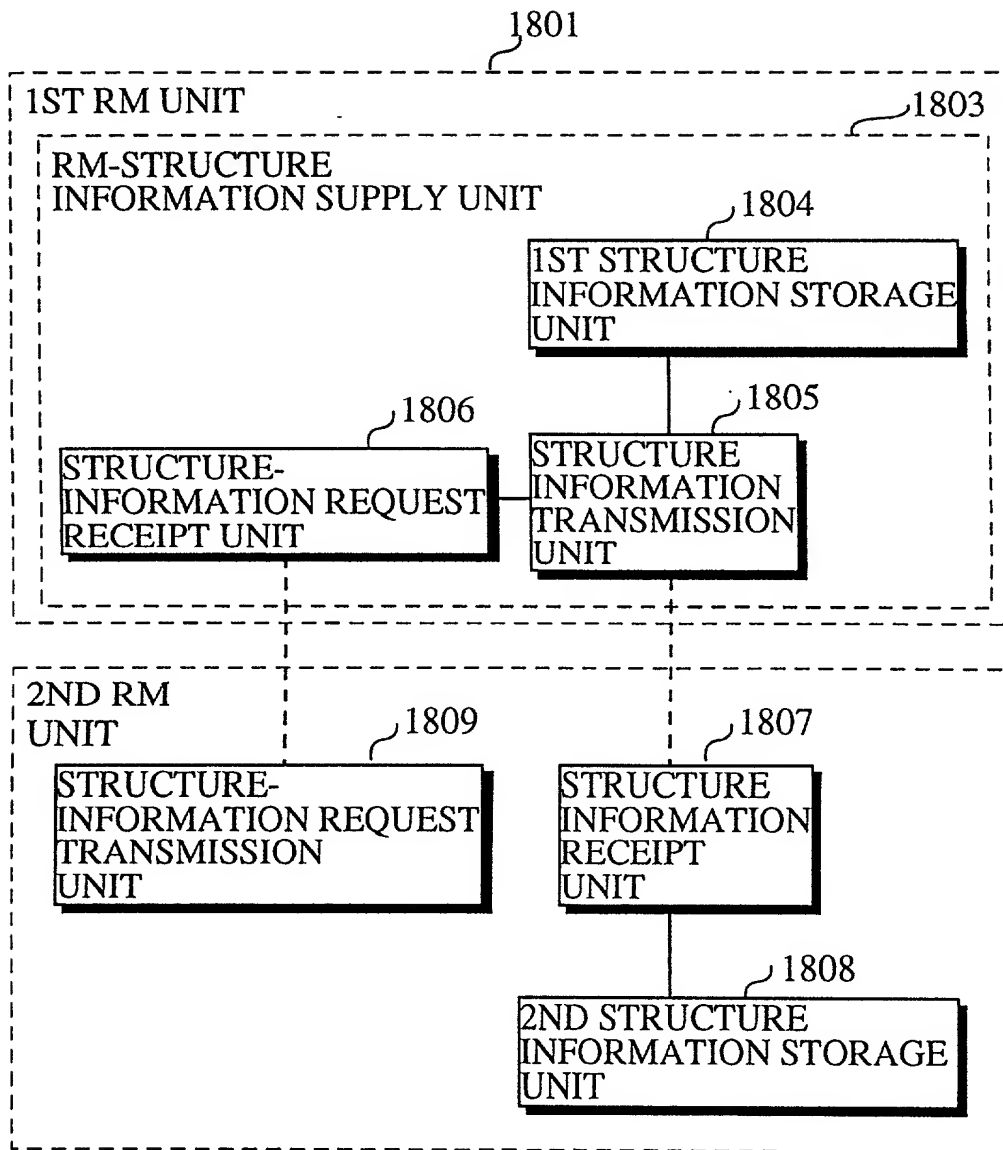 1801
1ST RM UNIT
1803
RM-STRUCTURE
INFORMATION SUPPLY UNIT
1804
1ST STRUCTURE
INFORMATION STORAGE
UNIT
1806
1805
STRUCTURE-
INFORMATION REQUEST
RECEIPT UNIT
STRUCTURE
INFORMATION
TRANSMISSION
UNIT
2ND RM
UNIT
1809
1807
STRUCTURE-
INFORMATION REQUEST
TRANSMISSION
UNIT
STRUCTURE
INFORMATION
RECEIPT
UNIT
1808
2ND STRUCTURE
INFORMATION STORAGE
UNIT